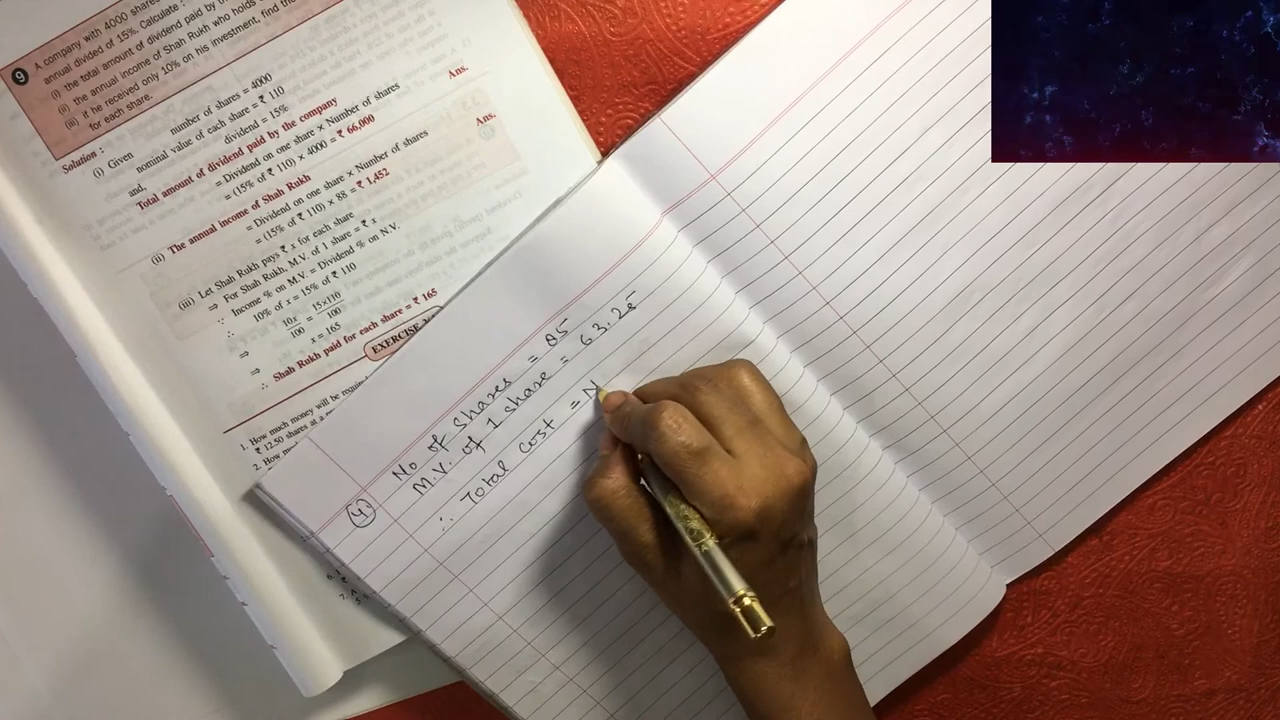 9 A company with 4000 shares
annual divided of 15%. Calculate :
(i) the total amount of dividend paid by the
(ii) the annual income of Shah Rukh who holds
(iii) if he received only 10% on his investment, find the
for each share.
Solution :
(i) Given number of shares = 4000
nominal value of each share = ₹ 110
and, dividend = 15%
Total amount of dividend paid by the company
= Dividend on one share × Number of shares
= (15% of ₹ 110) × 4000 = ₹ 66,000 Ans.
(ii) The annual income of Shah Rukh
= Dividend on one share × Number of shares
= (15% of ₹ 110) × 88 = ₹ 1,452 Ans.
(iii) Let Shah Rukh pays ₹ x for each share
⇒ For Shah Rukh, M.V. of 1 share = ₹ x
∵ Income % on M.V. = Dividend % on N.V.
∴ 10% of x = 15% of ₹ 110
⇒ 10x/100 = 15×110/100
⇒ x = 165
∴ Shah Rukh paid for each share = ₹ 165
EXERCISE
1. How much money will be required
₹ 12.50 shares at a
2. How
6.
7. A
4.
No of Shares = 85
M.V. of 1 share = 63.25
∴ Total cost = N